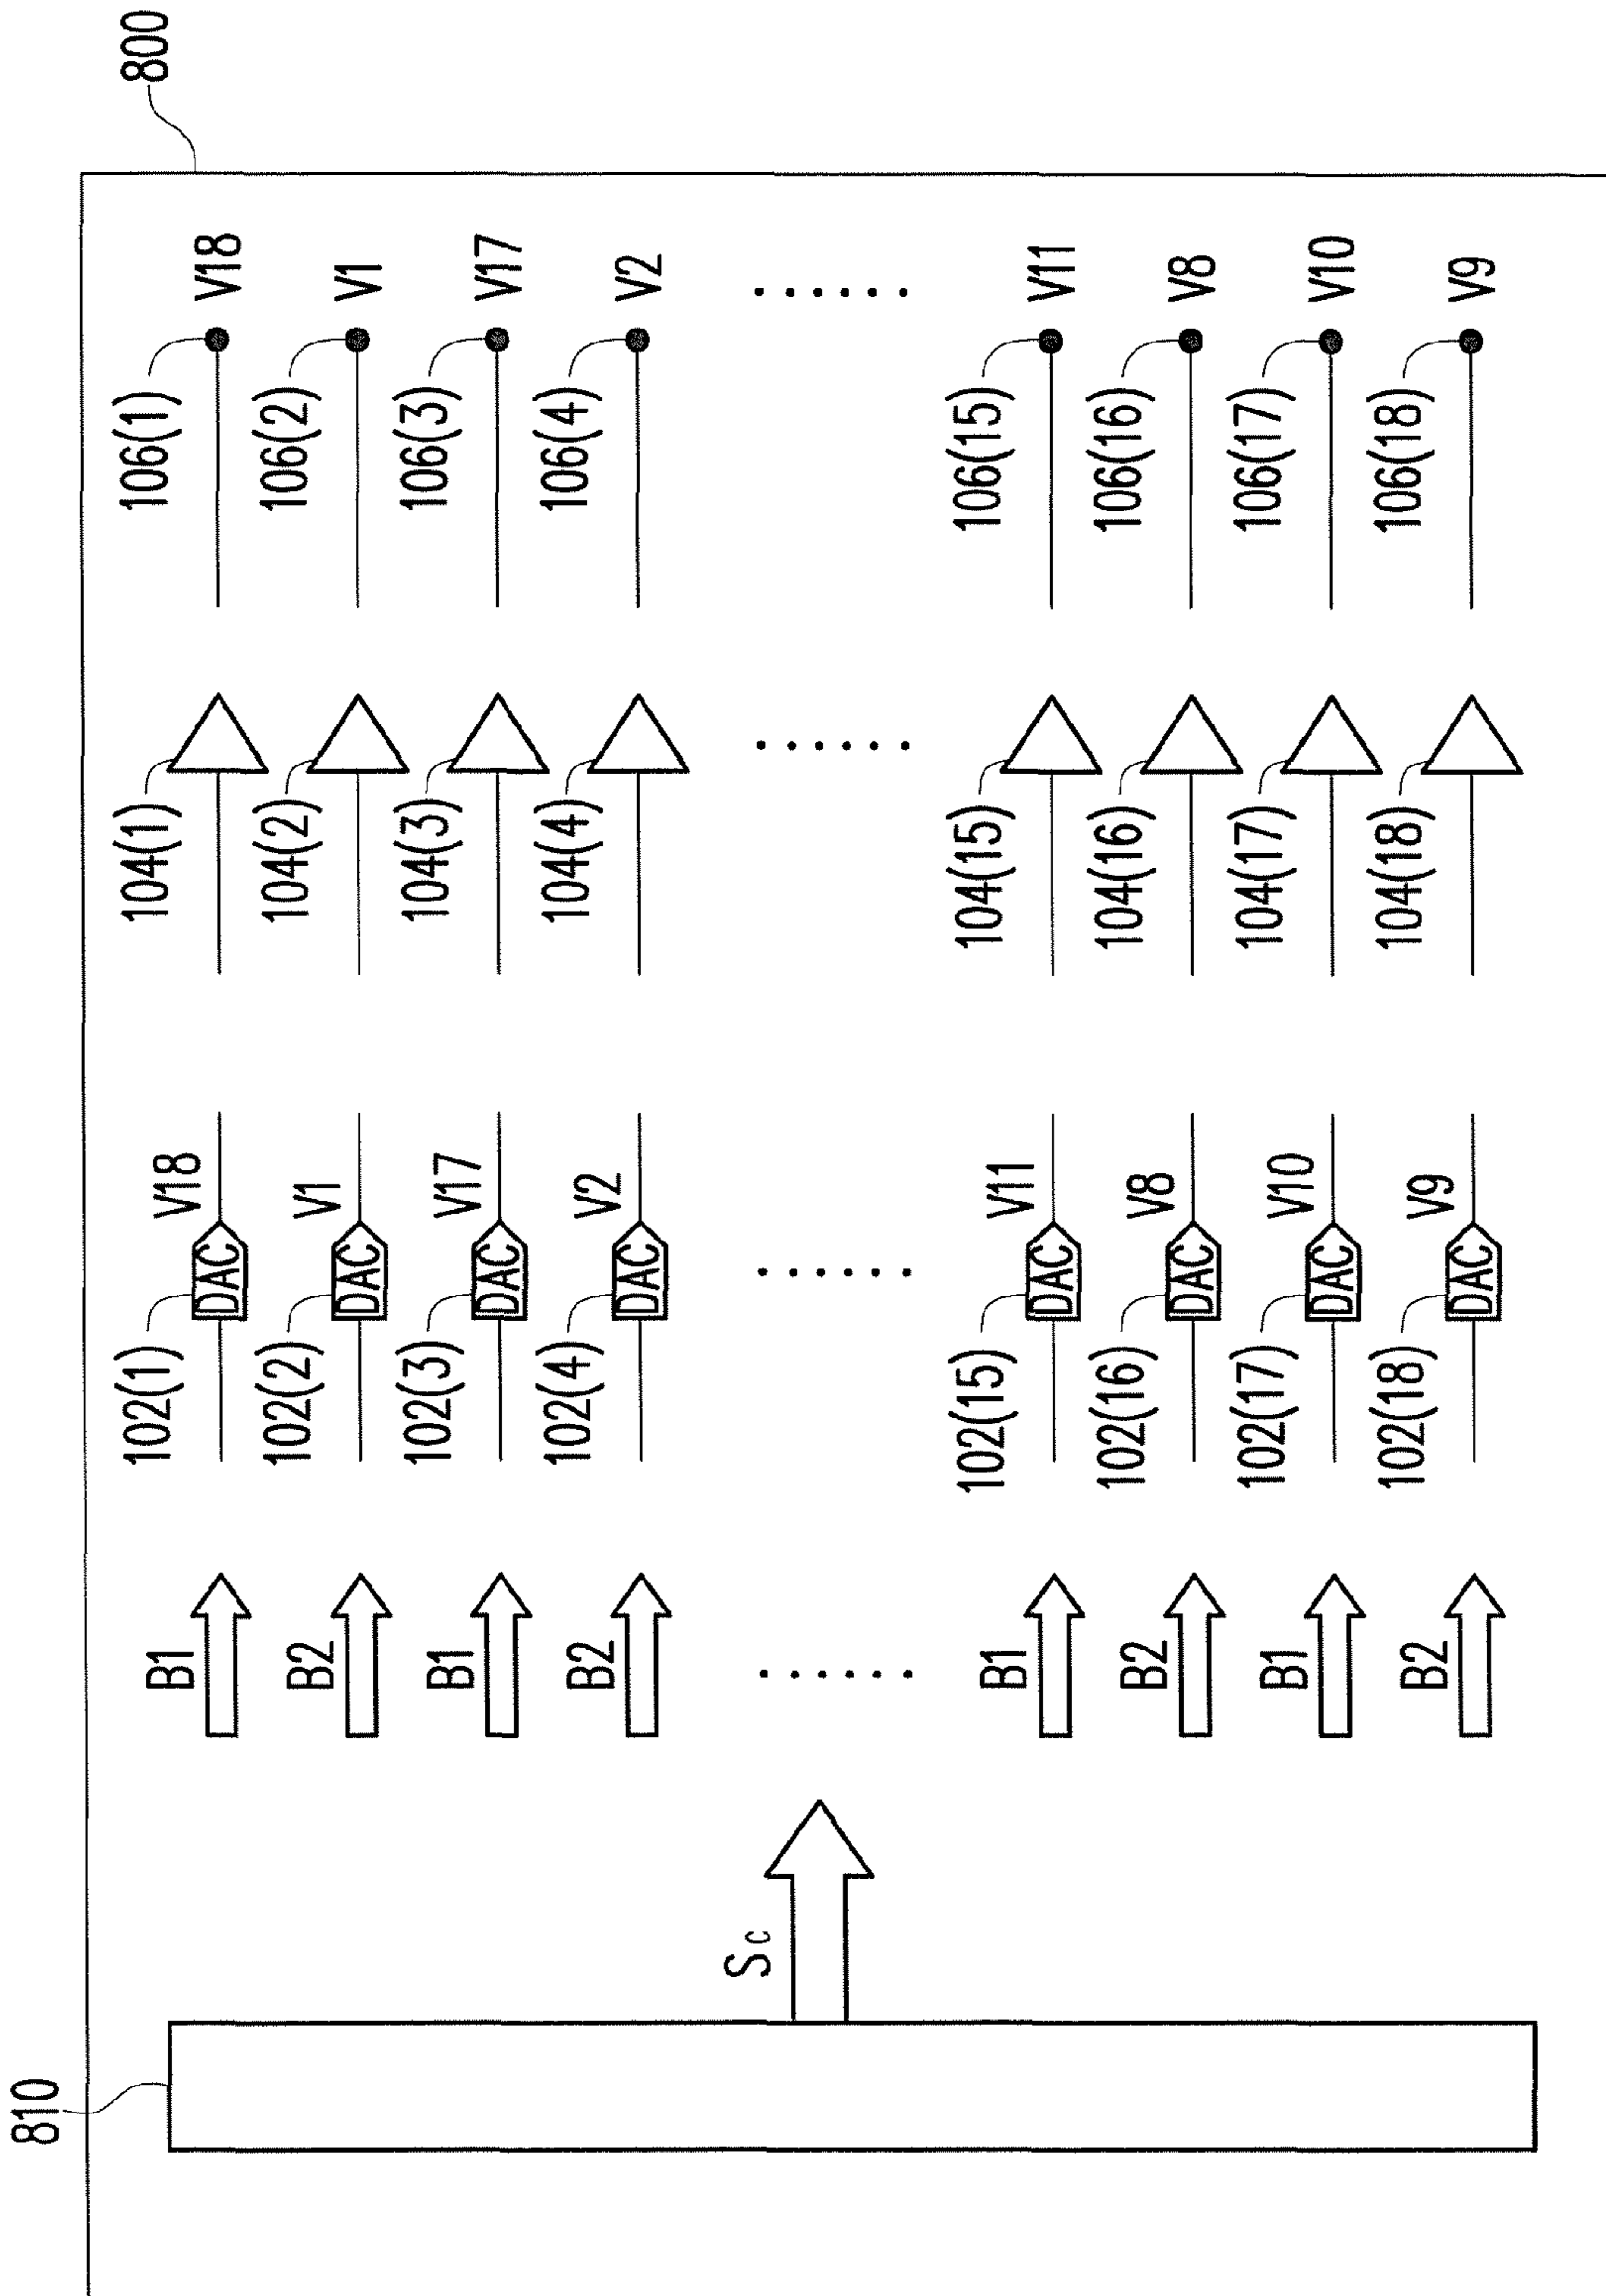 800
810
Sc
B1
B2
B1
B2
B1
B2
B1
B2
102(1)
102(2)
102(3)
102(4)
102(15)
102(16)
102(17)
102(18)
DAC
DAC
DAC
DAC
DAC
DAC
DAC
DAC
V18
V1
V17
V2
V11
V8
V10
V9
104(1)
104(2)
104(3)
104(4)
104(15)
104(16)
104(17)
104(18)
106(1)
106(2)
106(3)
106(4)
106(15)
106(16)
106(17)
106(18)
V18
V1
V17
V2
V11
V8
V10
V9